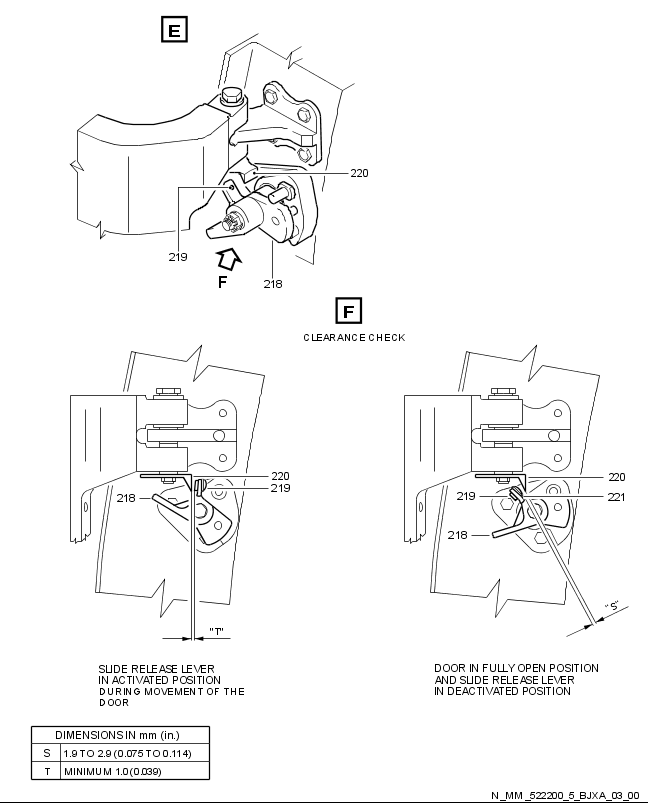 E
220
219
F
218
F
CLEARANCE CHECK
220
219
218
"T"
220
219
221
218
"S"
SLIDE RELEASE LEVER
IN ACTIVATED POSITION
DURING MOVEMENT OF THE
DOOR
DOOR IN FULLY OPEN POSITION
AND SLIDE RELEASE LEVER
IN DEACTIVATED POSITION
DIMENSIONS IN mm (in.)
S 1.9 TO 2.9 (0.075 TO 0.114)
T MINIMUM 1.0 (0.039)
N_MM_522200_5_BJXA_03_00